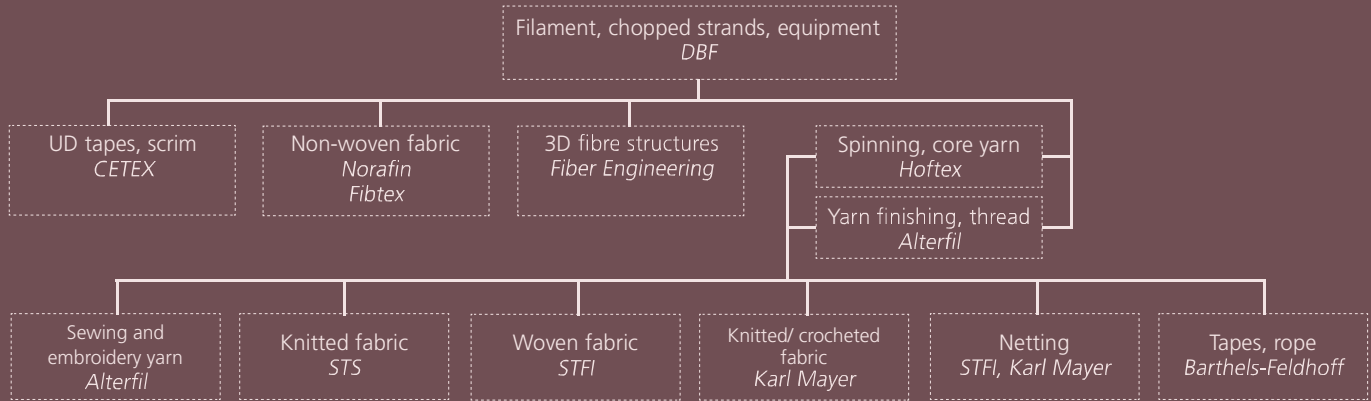 Filament, chopped strands, equipment
DBF
UD tapes, scrim
CETEX
Non-woven fabric
Norafin
Fibtex
3D fibre structures
Fiber Engineering
Spinning, core yarn
Hoftex
Yarn finishing, thread
Alterfil
Sewing and
embroidery yarn
Alterfil
Knitted fabric
STS
Woven fabric
STFI
Knitted/ crocheted
fabric
Karl Mayer
Netting
STFI, Karl Mayer
Tapes, rope
Barthels-Feldhoff